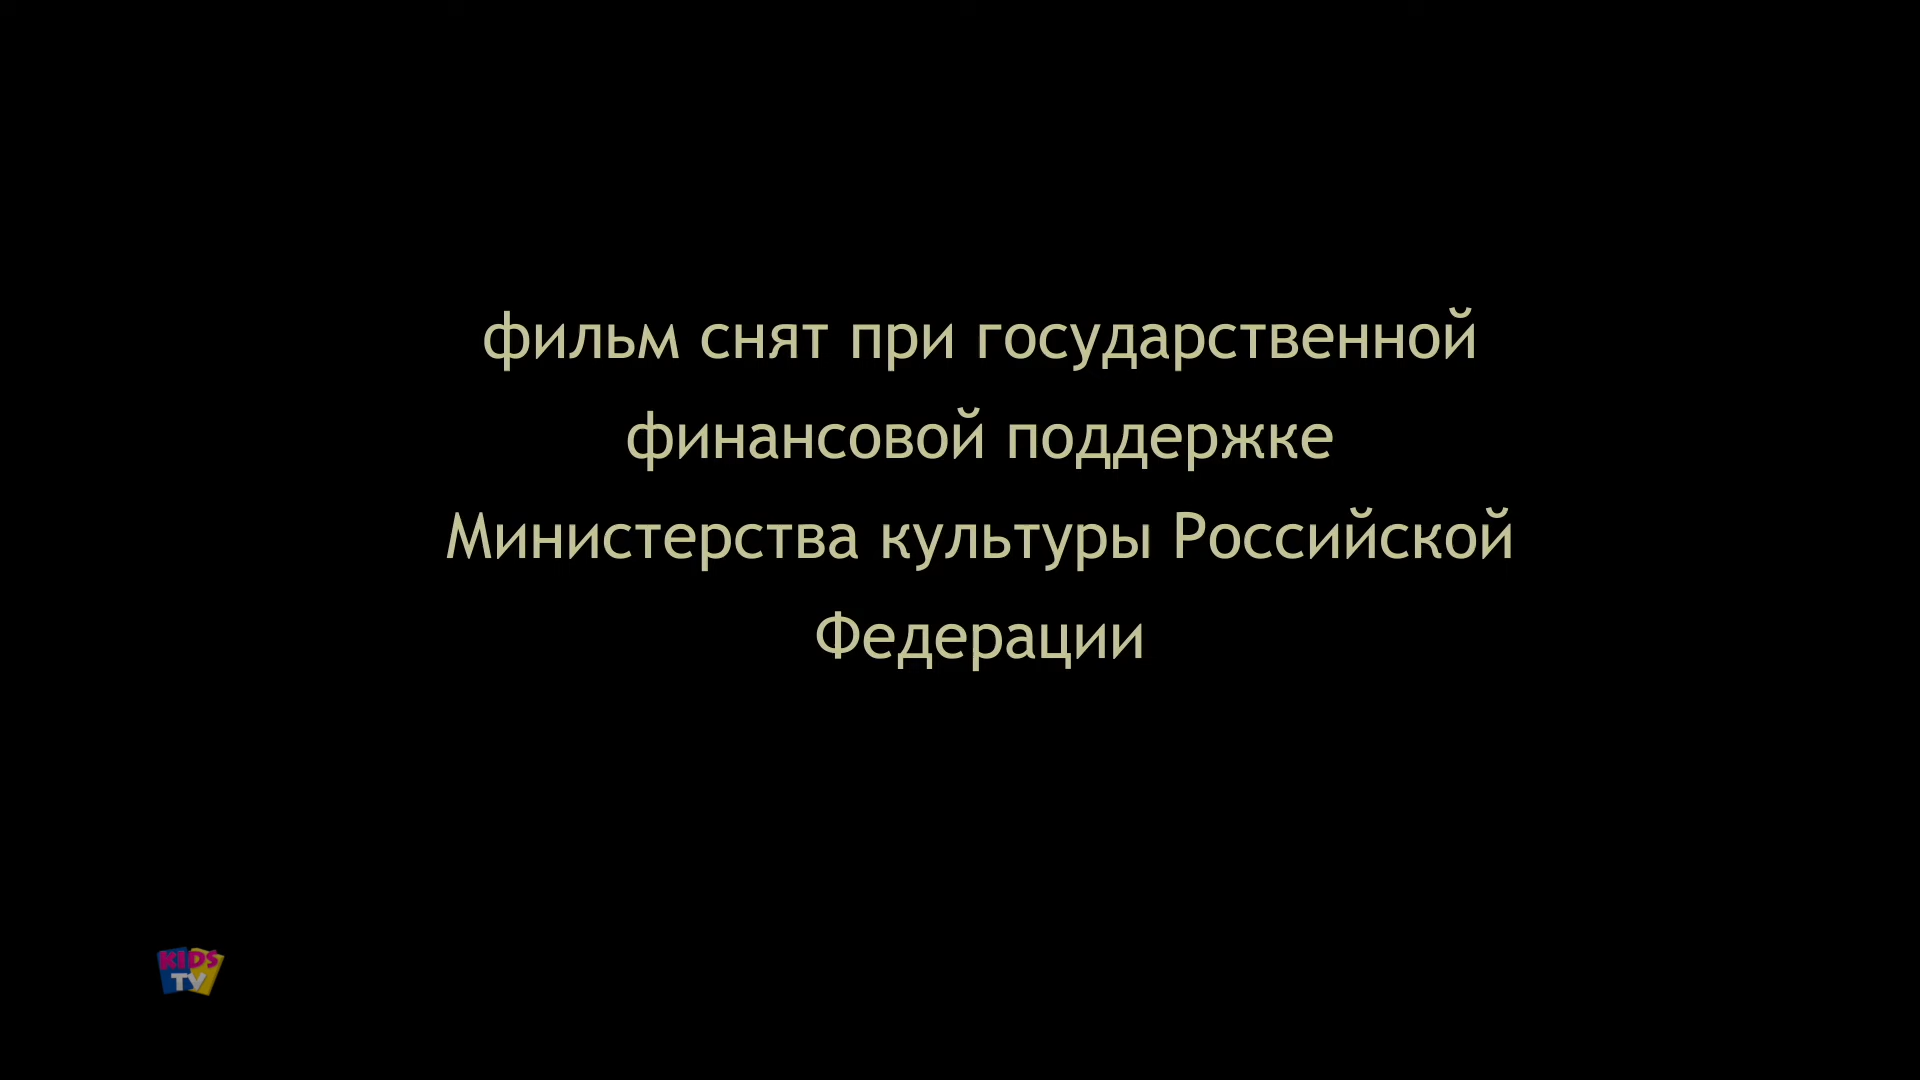 фильм снят при государственной
финансовой поддержке
Министерства культуры Российской
Федерации
KIDS
TV